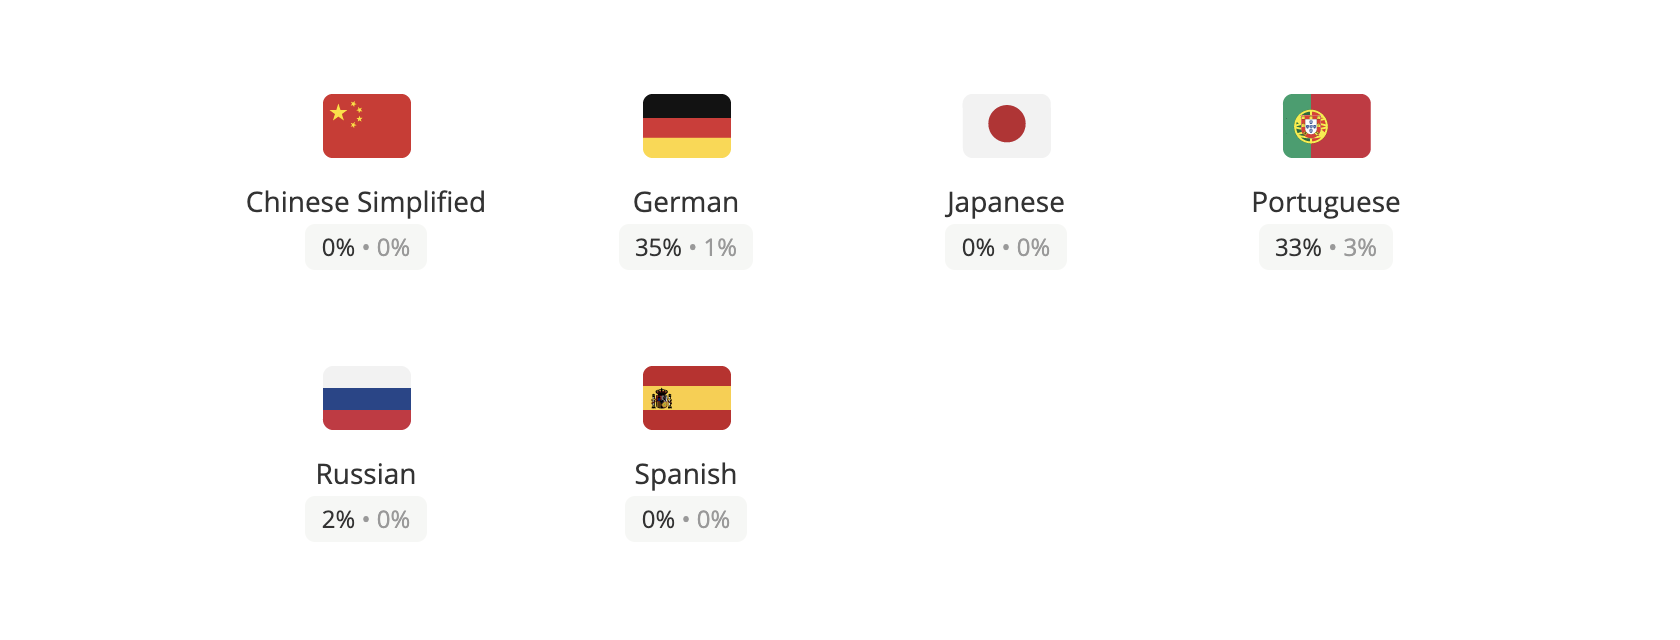 Chinese Simplified
0% • 0%
German
35% • 1%
Japanese
0% • 0%
Portuguese
33% • 3%
Russian
2% • 0%
Spanish
0% • 0%